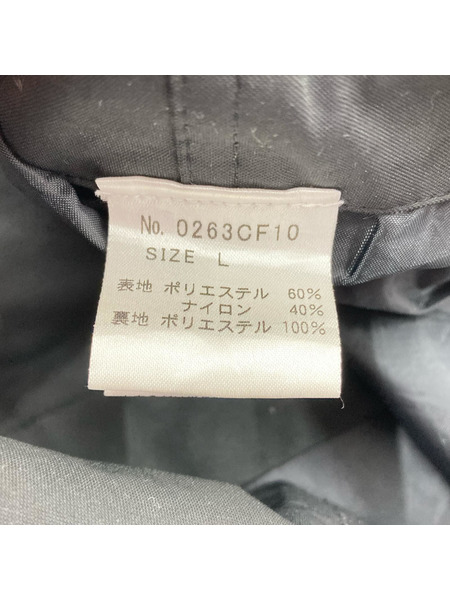 No. 0263CF10
SIZE L
表地 ポリエステル 60%
ナイロン 40%
裏地 ポリエステル 100%